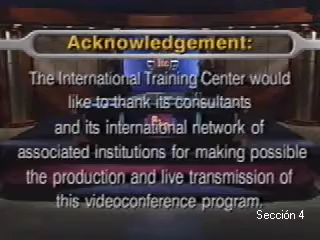 Acknowledgement:
The International Training Center would
like to thank its consultants
and its international network of
associated institutions for making possible
the production and live transmission of
this videoconference program.
Sección 4